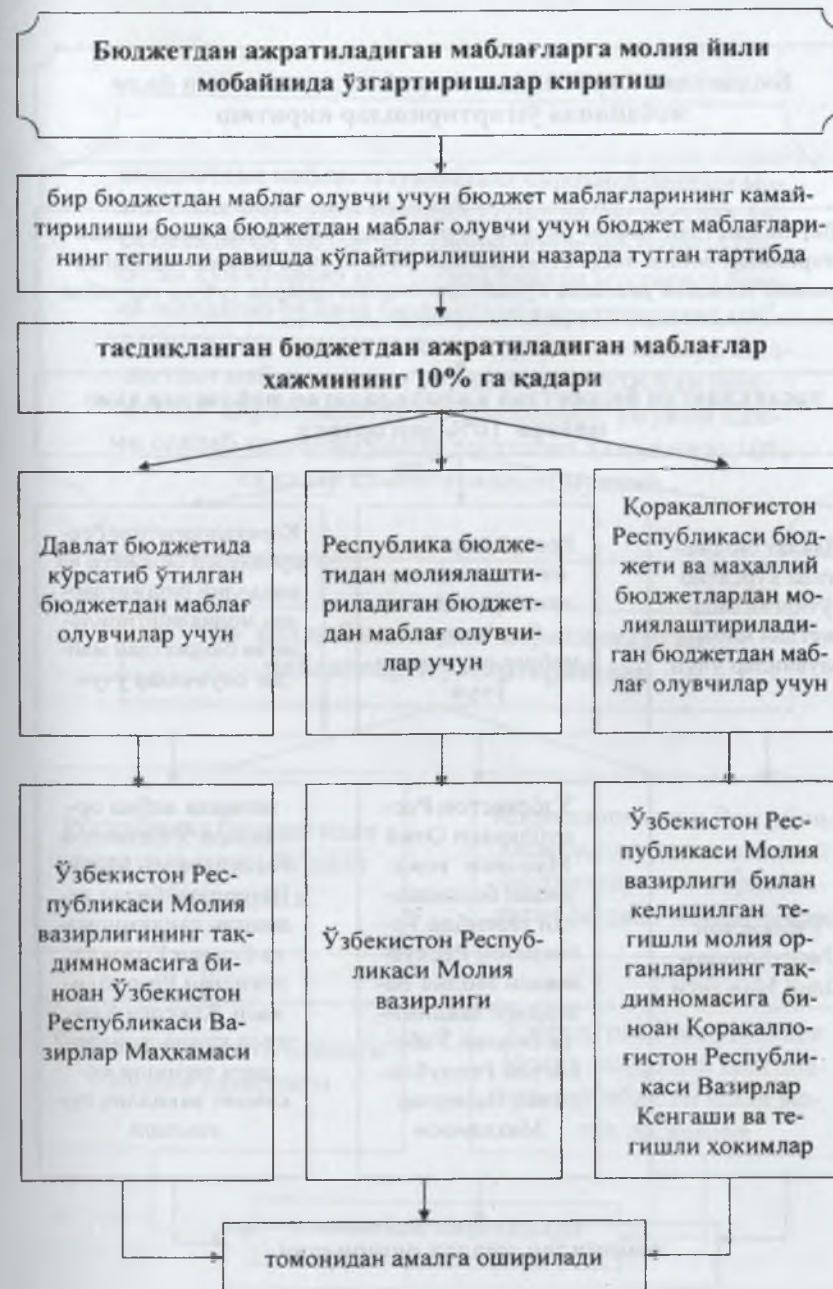 Бюджетдан ажратиладиган маблағларга молия йили
мобайнида ўзгартиришлар киритиш
бир бюджетдан маблағ олувчи учун бюджет маблағларининг камай-
тирилиши бошқа бюджетдан маблағ олувчи учун бюджет маблағлари-
нинг тегишли равишда кўпайтирилишини назарда тутган тартибда
тасдиқланган бюджетдан ажратиладиган маблағлар
хажмининг 10% га қадари
Давлат бюджетида
кўрсатиб ўтилган
бюджетдан маблағ
олувчилар учун
Республика бюдже-
тидан молиялашти-
риладиган бюджет-
дан маблағ олувчи-
лар учун
Қорақалпоғистон
Республикаси бюд-
жети ва маҳаллий
бюджетлардан мо-
лиялаштирилади-
ган бюджетдан маб-
лағ олувчилар учун
Ўзбекистон Рес-
публикаси Молия
вазирлигининг тақ-
димномасига би-
ноан Ўзбекистон
Республикаси Ва-
зирлар Маҳкамаси
Ўзбекистон Респуб-
ликаси Молия
вазирлиги
Ўзбекистон Рес-
публикаси Молия
вазирлиги билан
келишилган те-
гишли молия ор-
ганларининг тақ-
димномасига би-
ноан Қорақалпо-
ғистон Республи-
каси Вазирлар
Кенгаши ва те-
гишли хокимлар
томонидан амалга оширилади